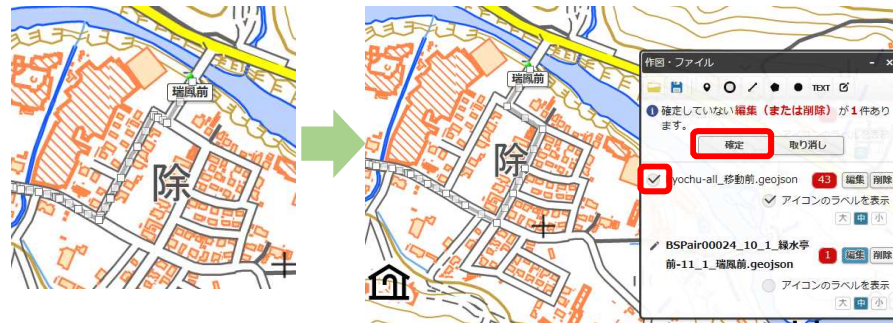 瑞鳳前
除
瑞鳳前
除
作図・ファイル
TEXT
確定していない編集（または削除）が1件あり
ます。
確定 取り消し
yochu-all_移動前.geojson 43 編集 削除
アイコンのラベルを表示
大 中 小
BSPair00024_10_1_緑水亭
前-11_1_瑞鳳前.geojson 1 編集 削除
アイコンのラベルを表示
大 中 小